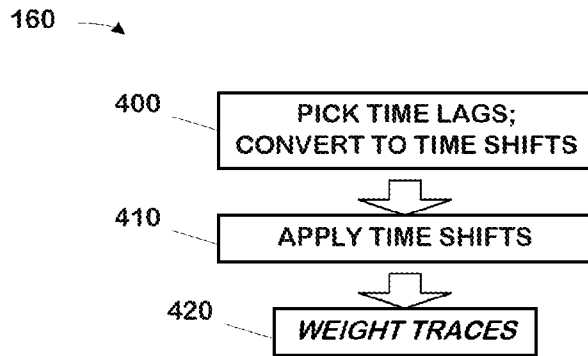 160
400
PICK TIME LAGS;
CONVERT TO TIME SHIFTS
410
APPLY TIME SHIFTS
420
WEIGHT TRACES